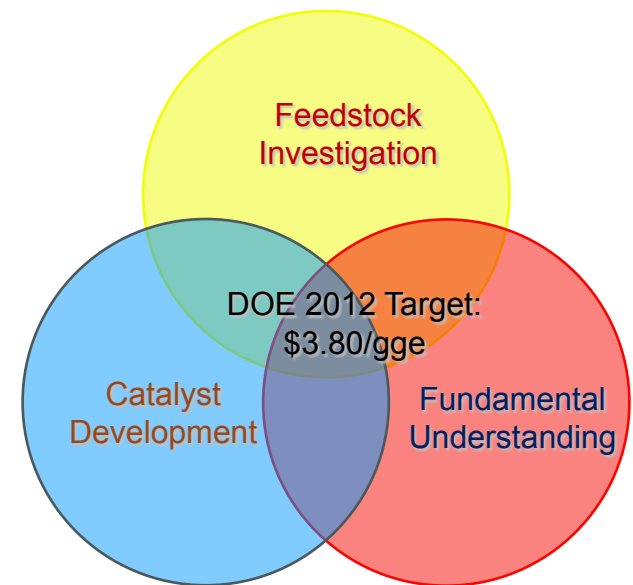 Feedstock
Investigation
DOE 2012 Target:
$3.80/gge
Catalyst
Development
Fundamental
Understanding